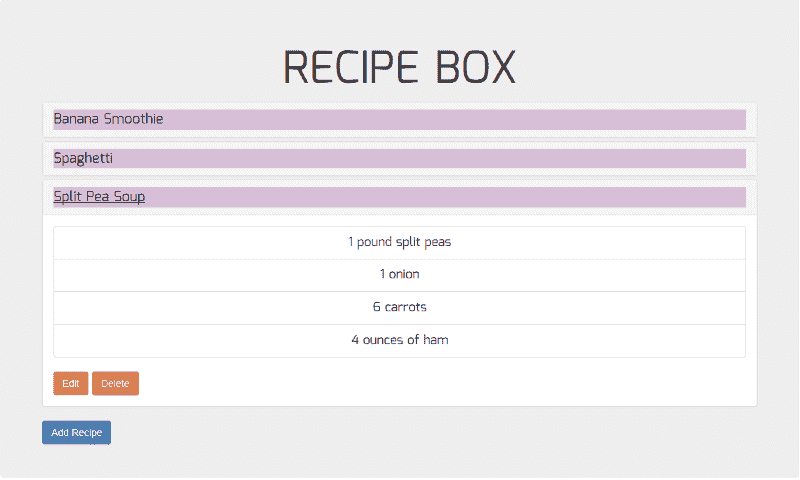 RECIPE BOX
Banana Smoothie
Spaghetti
Split Pea Soup
1 pound split peas
1 onion
6 carrots
4 ounces of ham
Edit Delete
Add Recipe